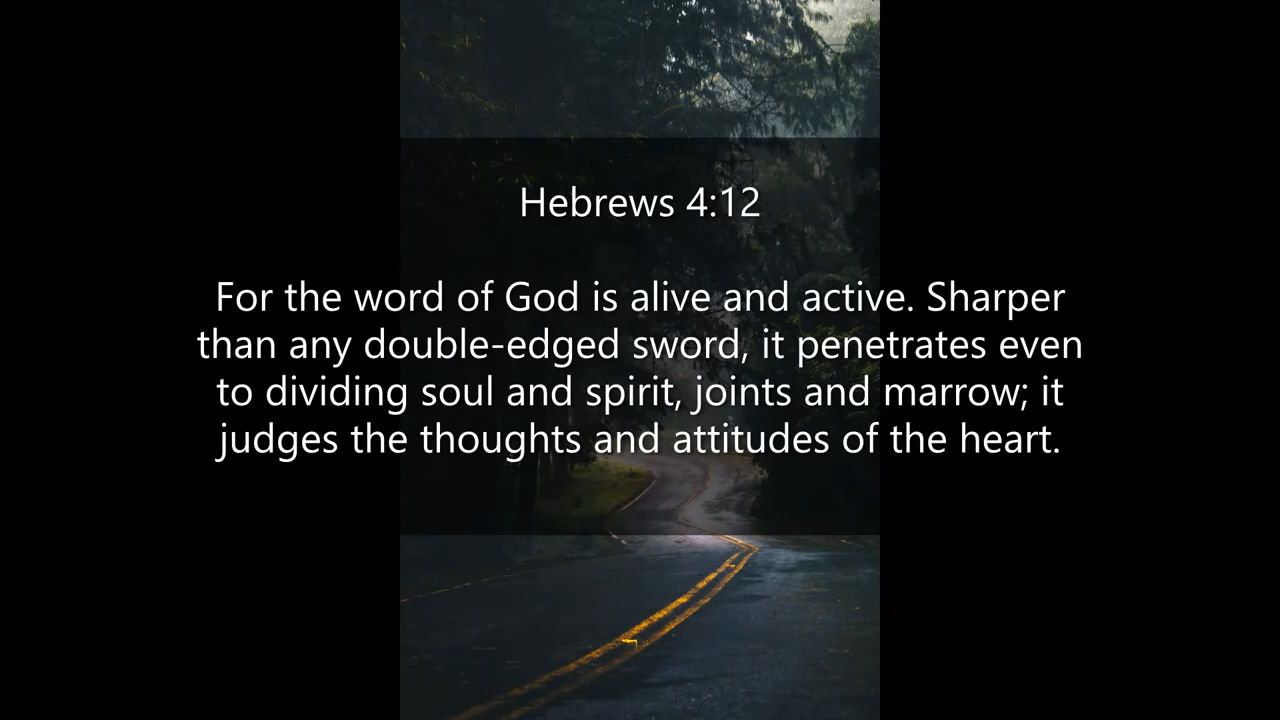 Hebrews 4:12
For the word of God is alive and active. Sharper
than any double-edged sword, it penetrates even
to dividing soul and spirit, joints and marrow; it
judges the thoughts and attitudes of the heart.